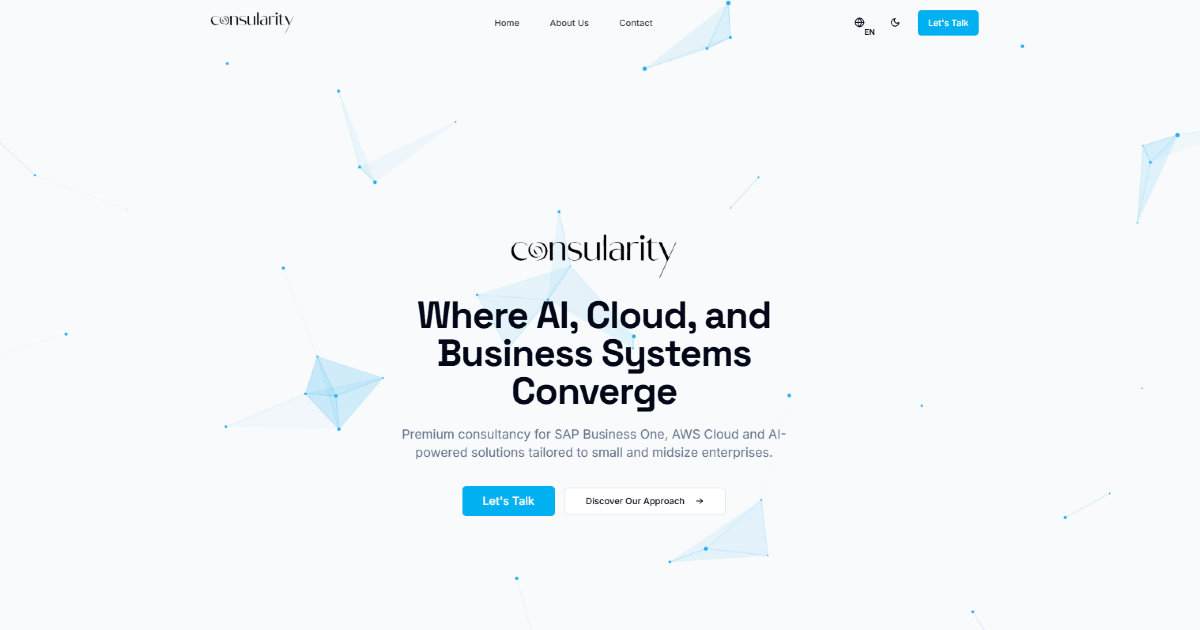 consularity
Home
About Us
Contact
EN
Let's Talk
consularity
Where AI, Cloud, and
Business Systems
Converge
Premium consultancy for SAP Business One, AWS Cloud and AI-
powered solutions tailored to small and midsize enterprises.
Let's Talk
Discover Our Approach →